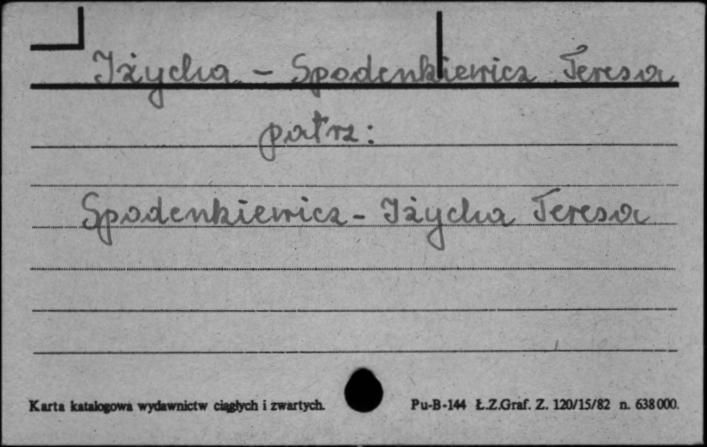 Iżycka - Spodenkiewicz Teresa
patrz:
Spodenkiewicz - Iżycka Teresa
Karta katalogowa wydawnictw ciągłych i zwartych. Pu-B-144 Ł.Z.Graf. Z. 120/15/82 n. 638 000.